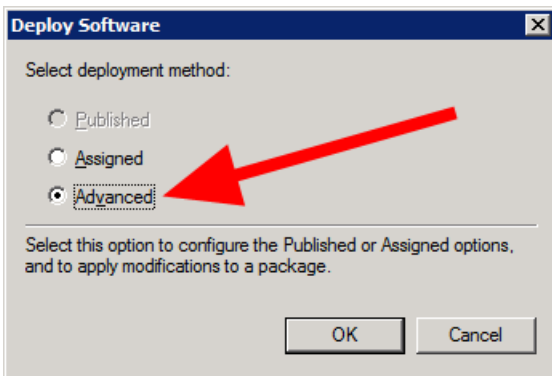 Deploy Software
Select deployment method:
Published
Assigned
Advanced
Select this option to configure the Published or Assigned options,
and to apply modifications to a package.
OK
Cancel